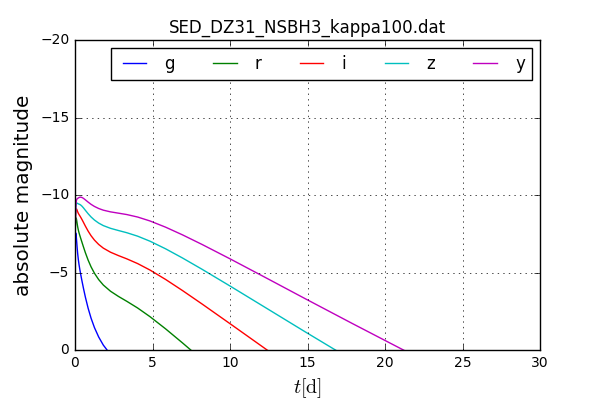 SED_DZ31_NSBH3_kappa100.dat
g r i z y
absolute magnitude
−20
−15
−10
−5
0
0 5 10 15 20 25 30
t[d]